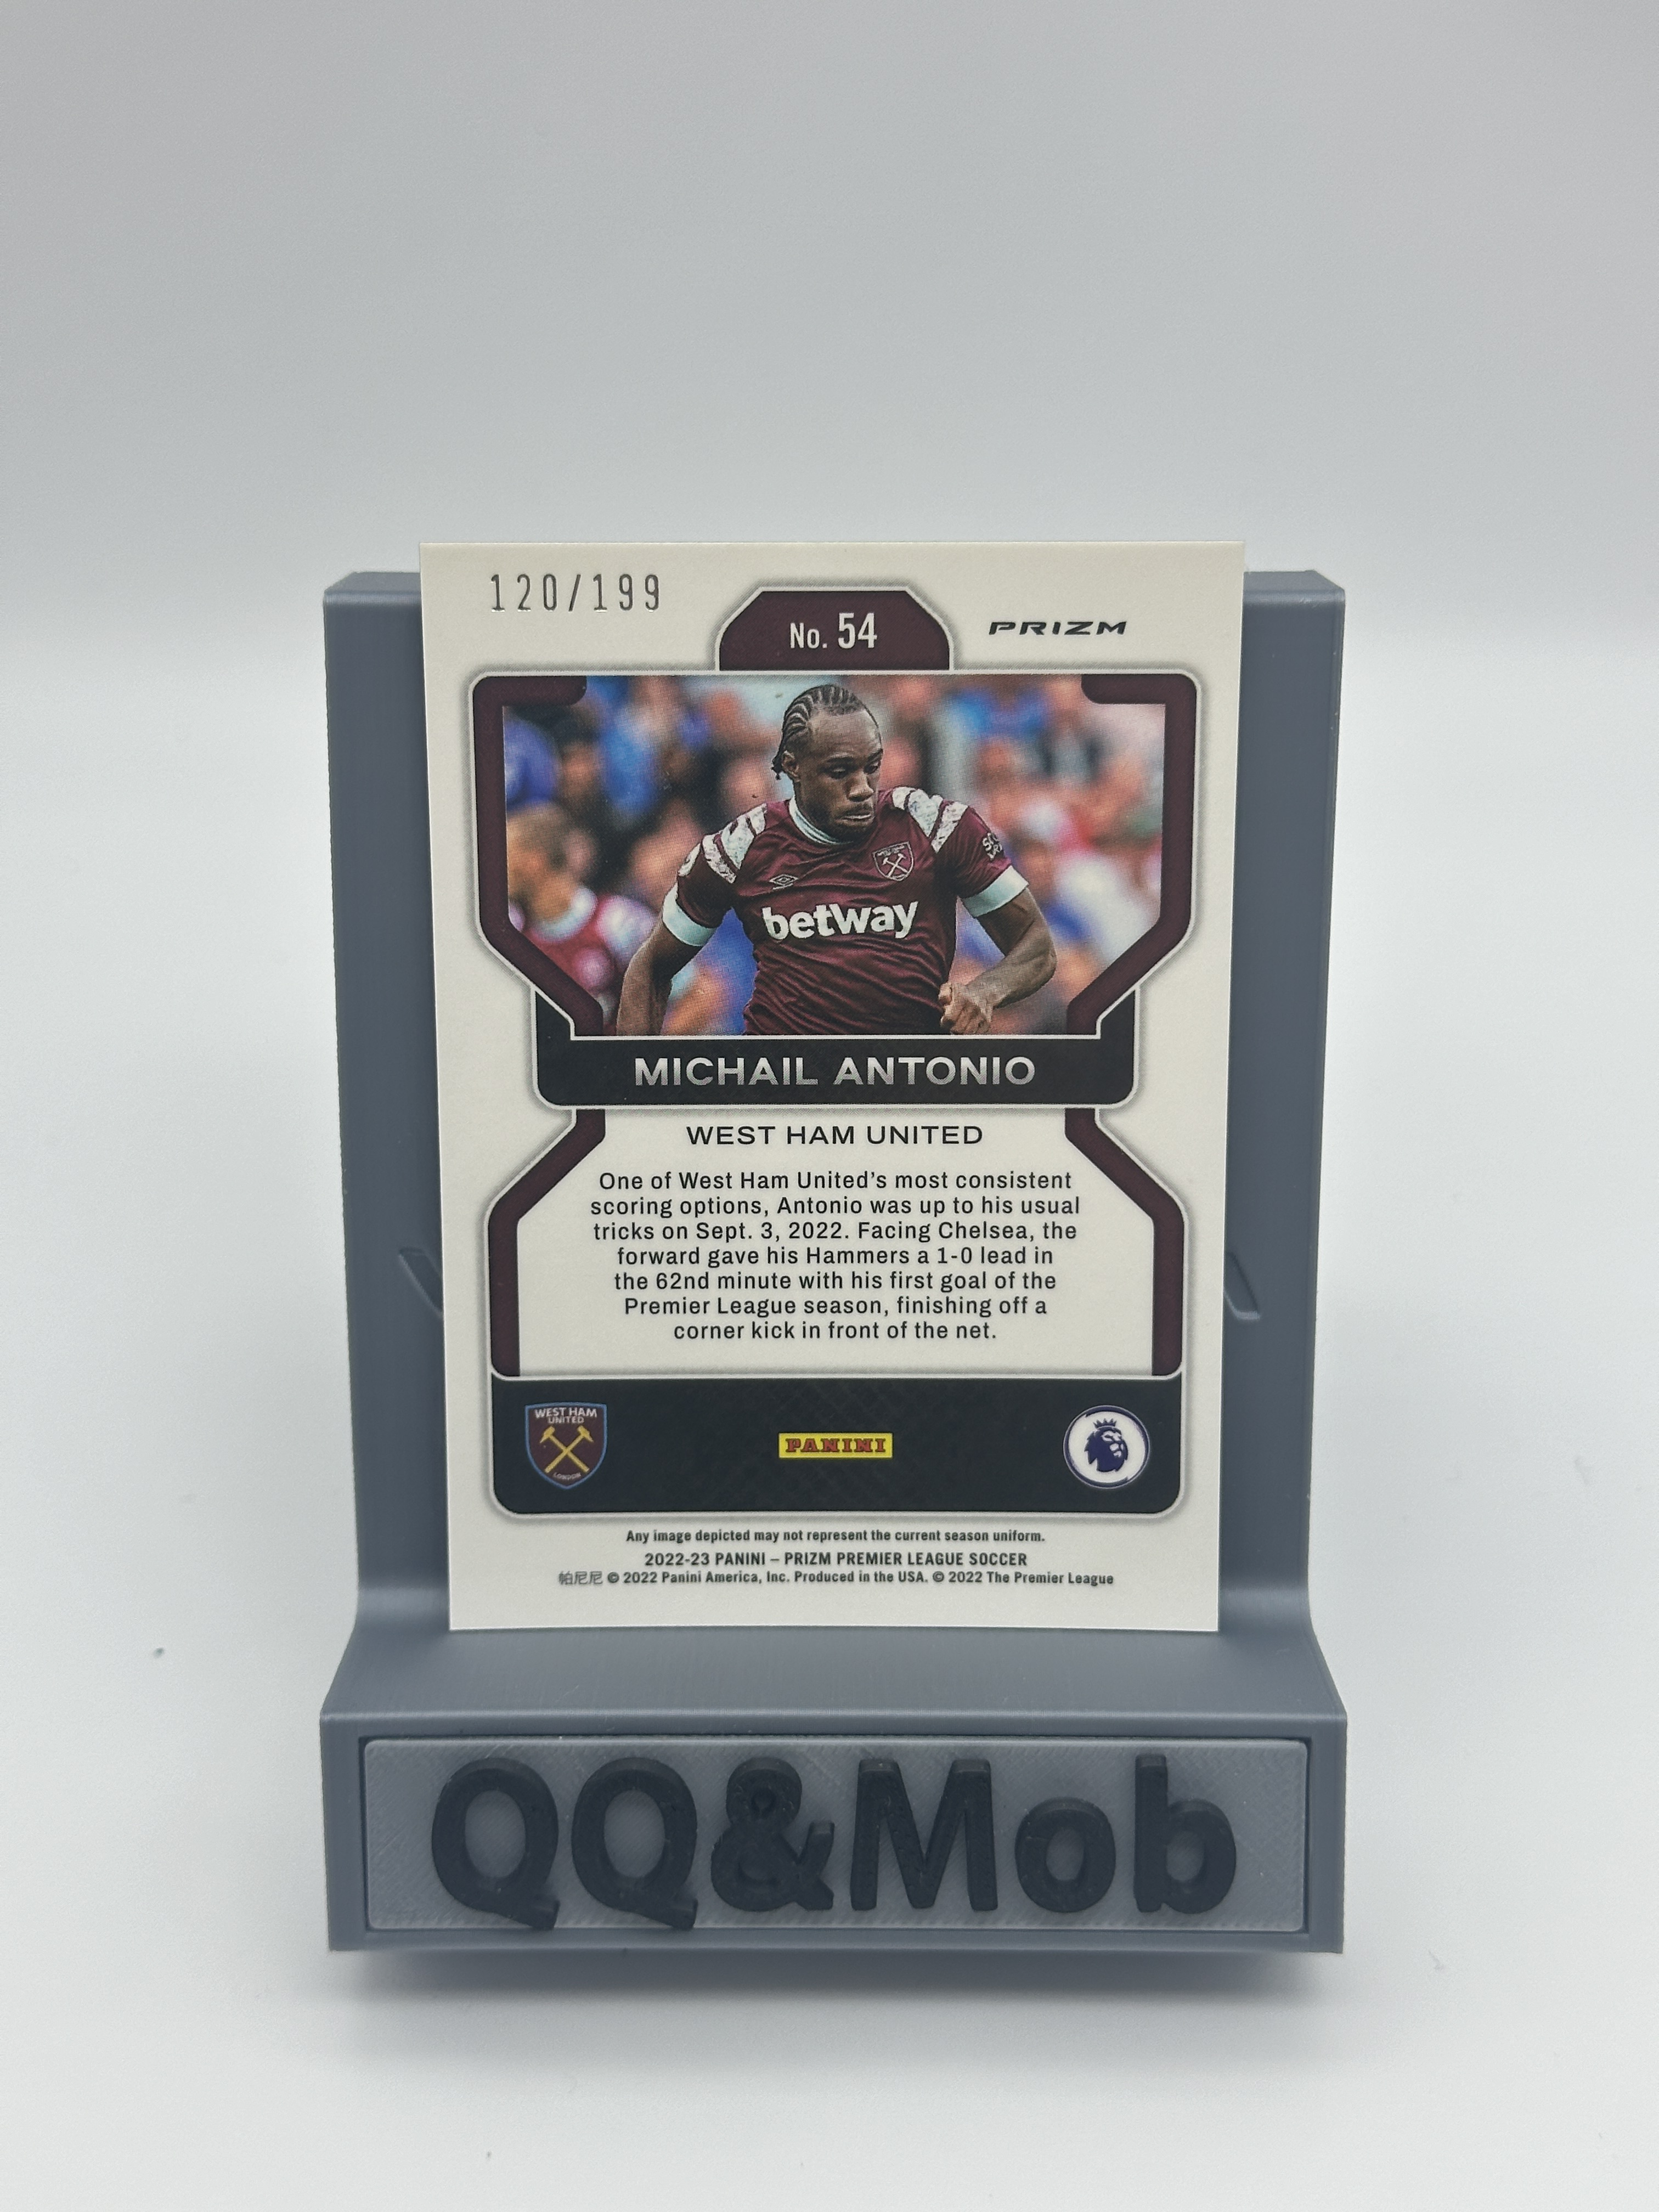 120/199
No. 54
PRIZM
betway
MICHAIL ANTONIO
WEST HAM UNITED
One of West Ham United's most consistent
scoring options, Antonio was up to his usual
tricks on Sept. 3, 2022. Facing Chelsea, the
forward gave his Hammers a 1-0 lead in
the 62nd minute with his first goal of the
Premier League season, finishing off a
corner kick in front of the net.
WEST HAM
UNITED
LONDON
PANINI
Any image depicted may not represent the current season uniform.
2022-23 PANINI – PRIZM PREMIER LEAGUE SOCCER
帕尼尼 © 2022 Panini America, Inc. Produced in the USA. © 2022 The Premier League
QQ&Mob